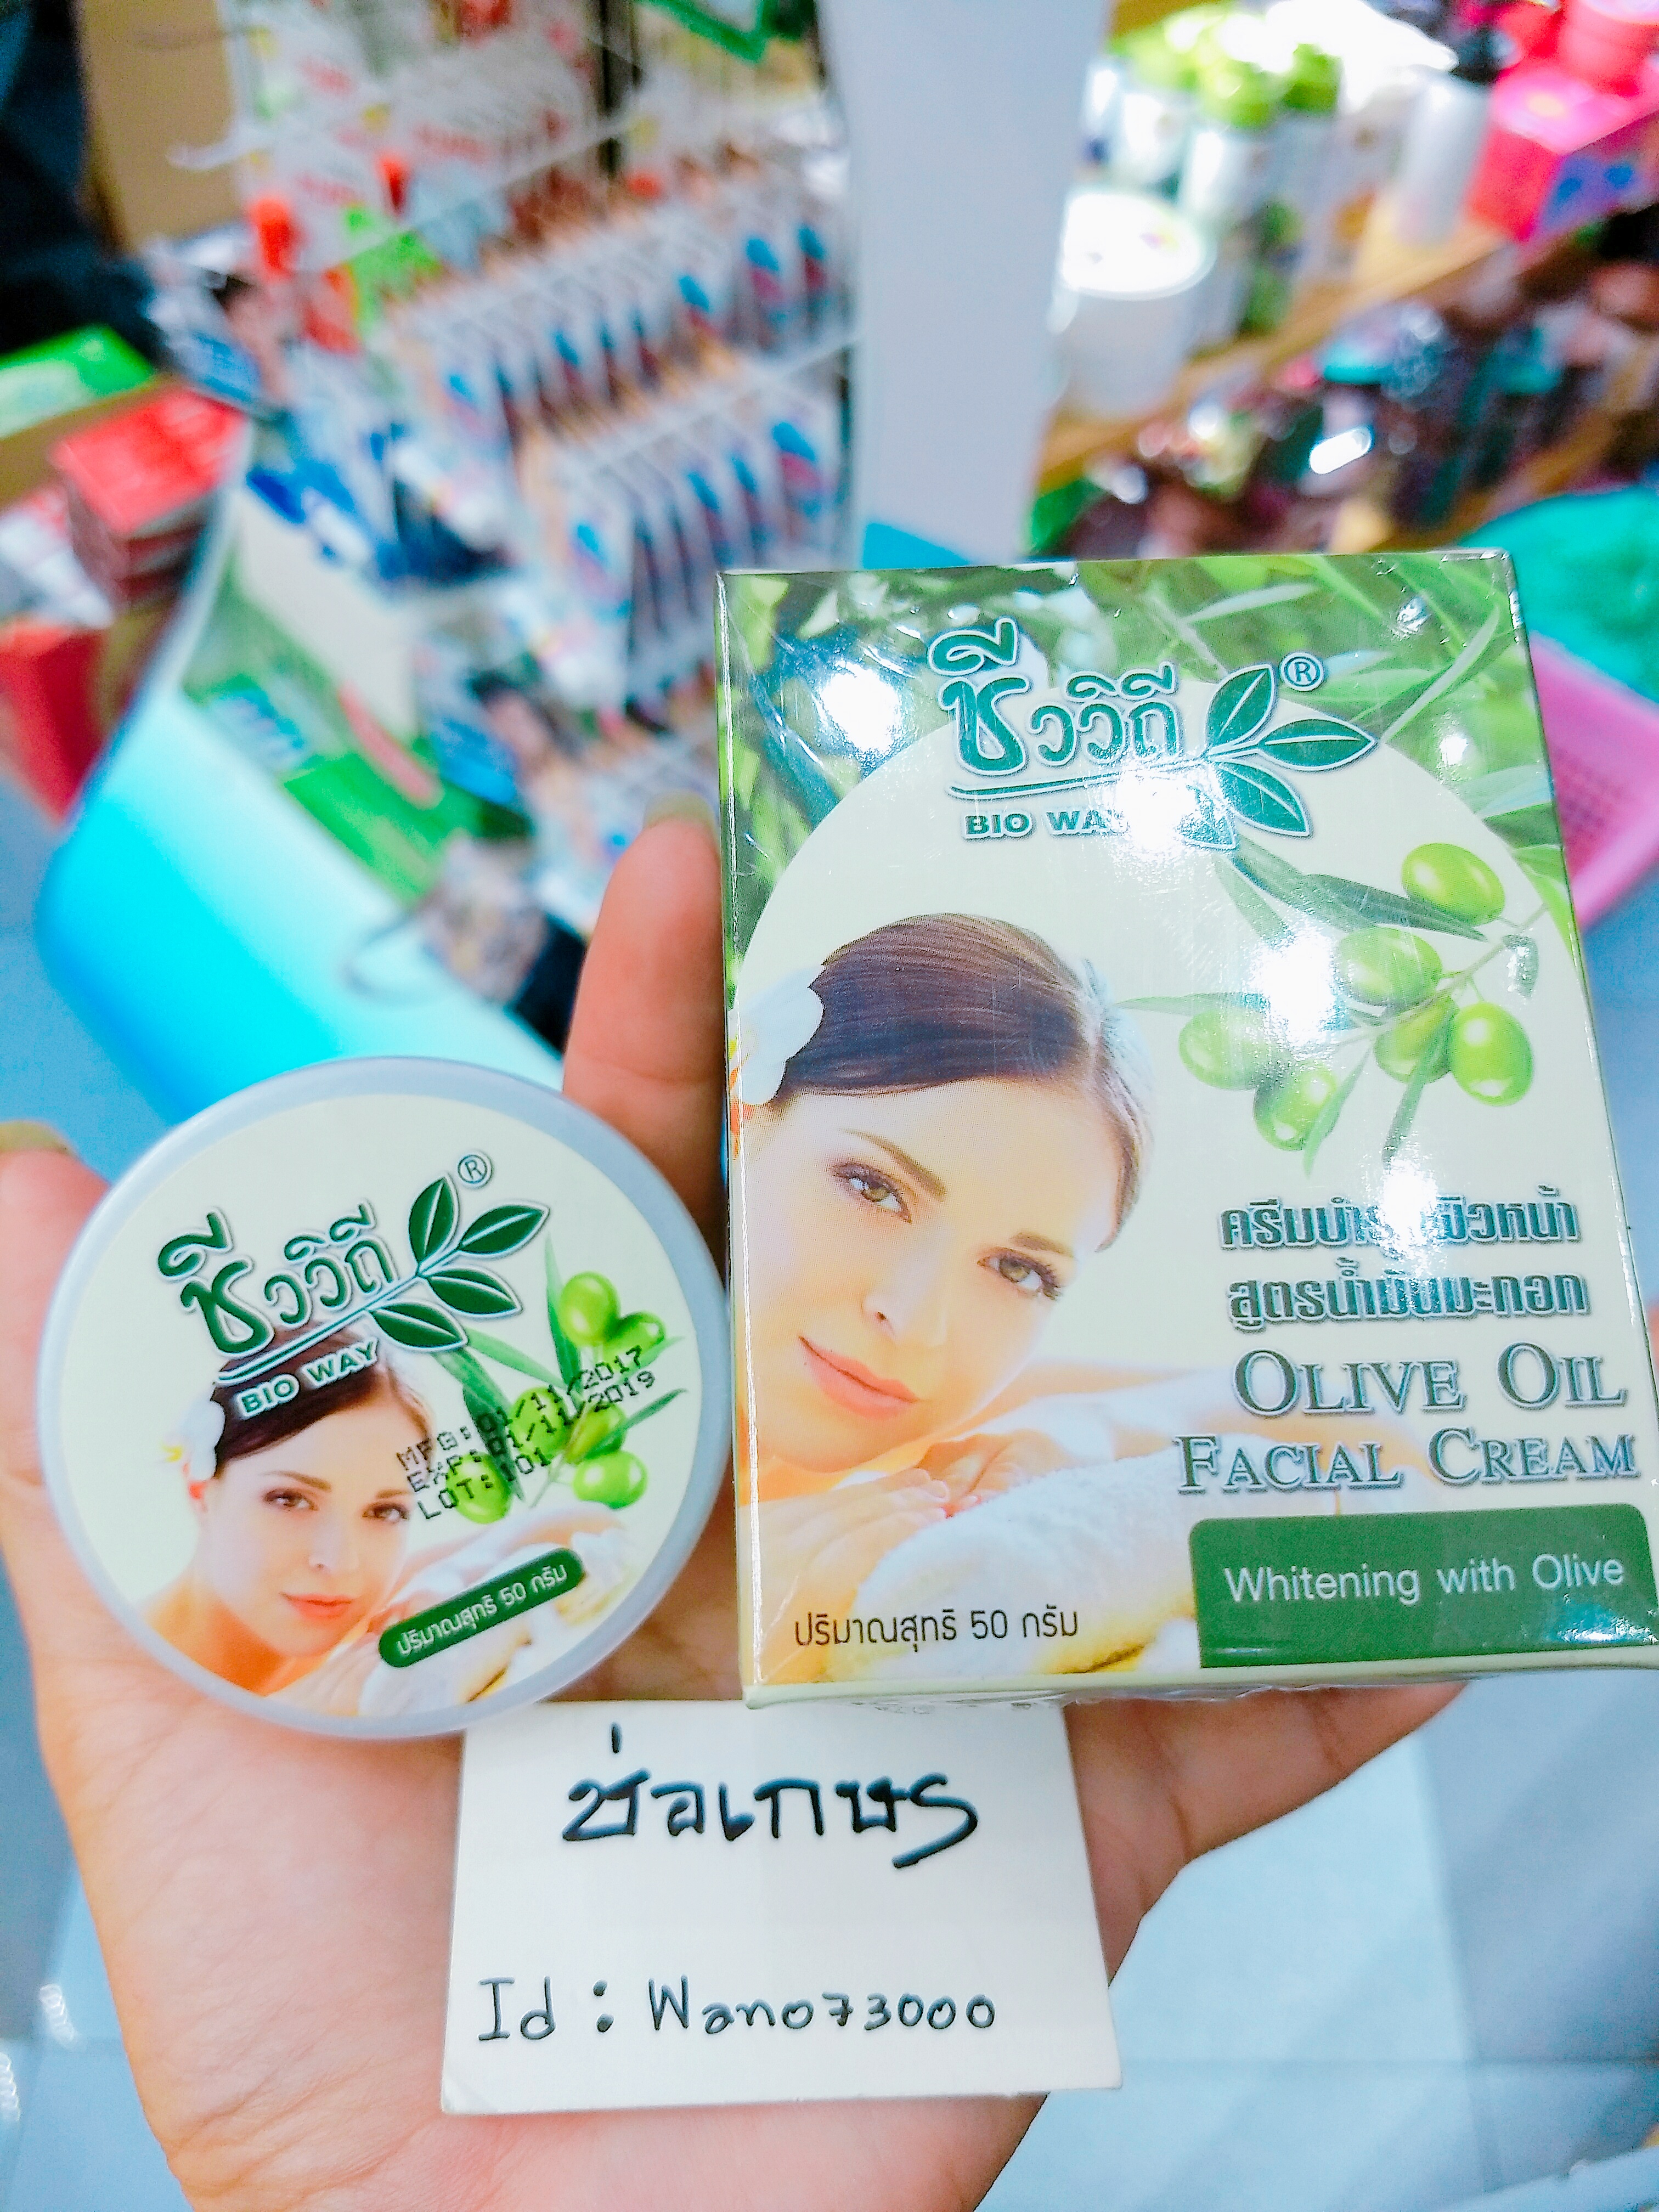 ชีววิถี®
BIO WAY
ครีมบำรุงผิวหน้า
สูตรน้ำมันมะกอก
OLIVE OIL
FACIAL CREAM
Whitening with Olive
ปริมาณสุทธิ 50 กรัม
ชีววิถี®
BIO WAY
MFG:01/11/2017
EXP:01/11/2019
LOT:101
ปริมาณสุทธิ 50 กรัม
ช่อเกษร
Id : Wano73000